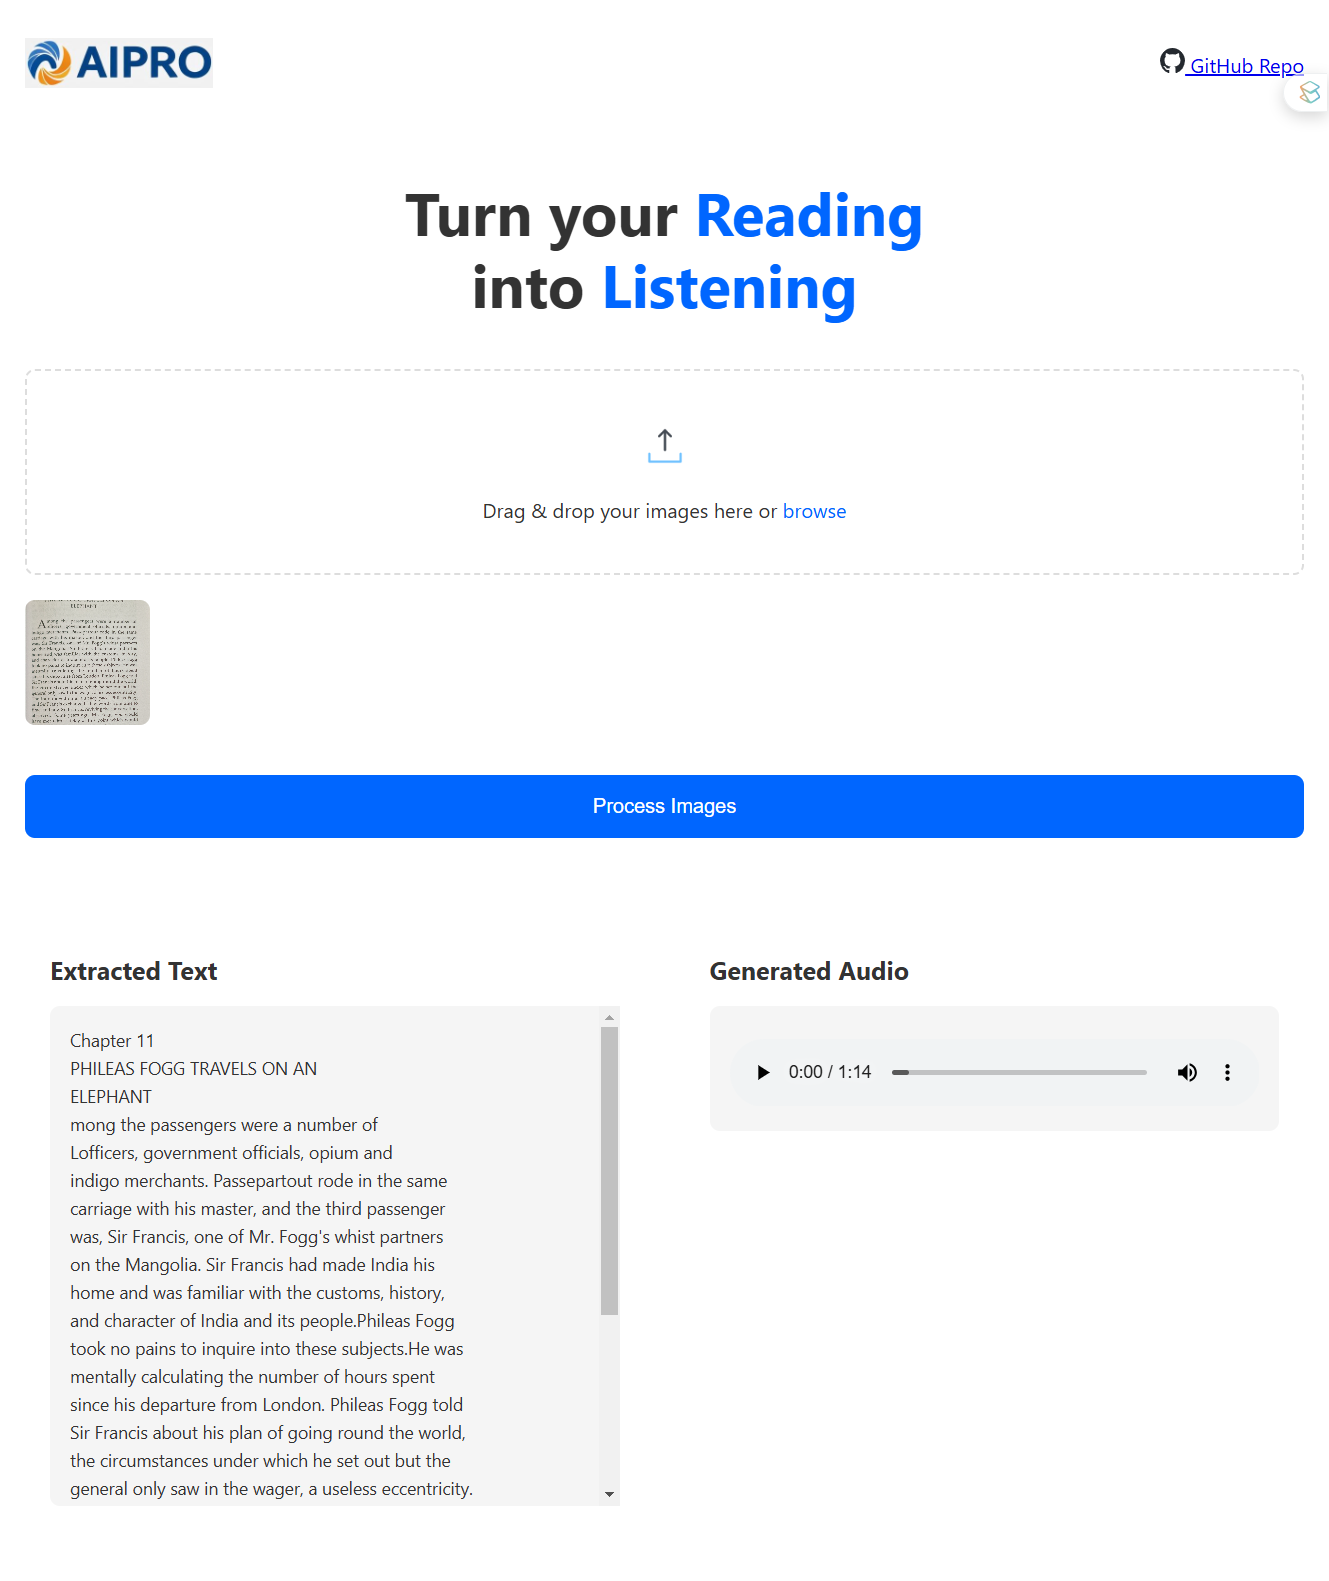 AIPRO
GitHub Repo
Turn your Reading
into Listening
Drag & drop your images here or browse
ELEPHANT
Process Images
Extracted Text
Chapter 11
PHILEAS FOGG TRAVELS ON AN
ELEPHANT
mong the passengers were a number of
Lofficers, government officials, opium and
indigo merchants. Passepartout rode in the same
carriage with his master, and the third passenger
was, Sir Francis, one of Mr. Fogg's whist partners
on the Mangolia. Sir Francis had made India his
home and was familiar with the customs, history,
and character of India and its people.Phileas Fogg
took no pains to inquire into these subjects.He was
mentally calculating the number of hours spent
since his departure from London. Phileas Fogg told
Sir Francis about his plan of going round the world,
the circumstances under which he set out but the
general only saw in the wager, a useless eccentricity.
Generated Audio
0:00 / 1:14